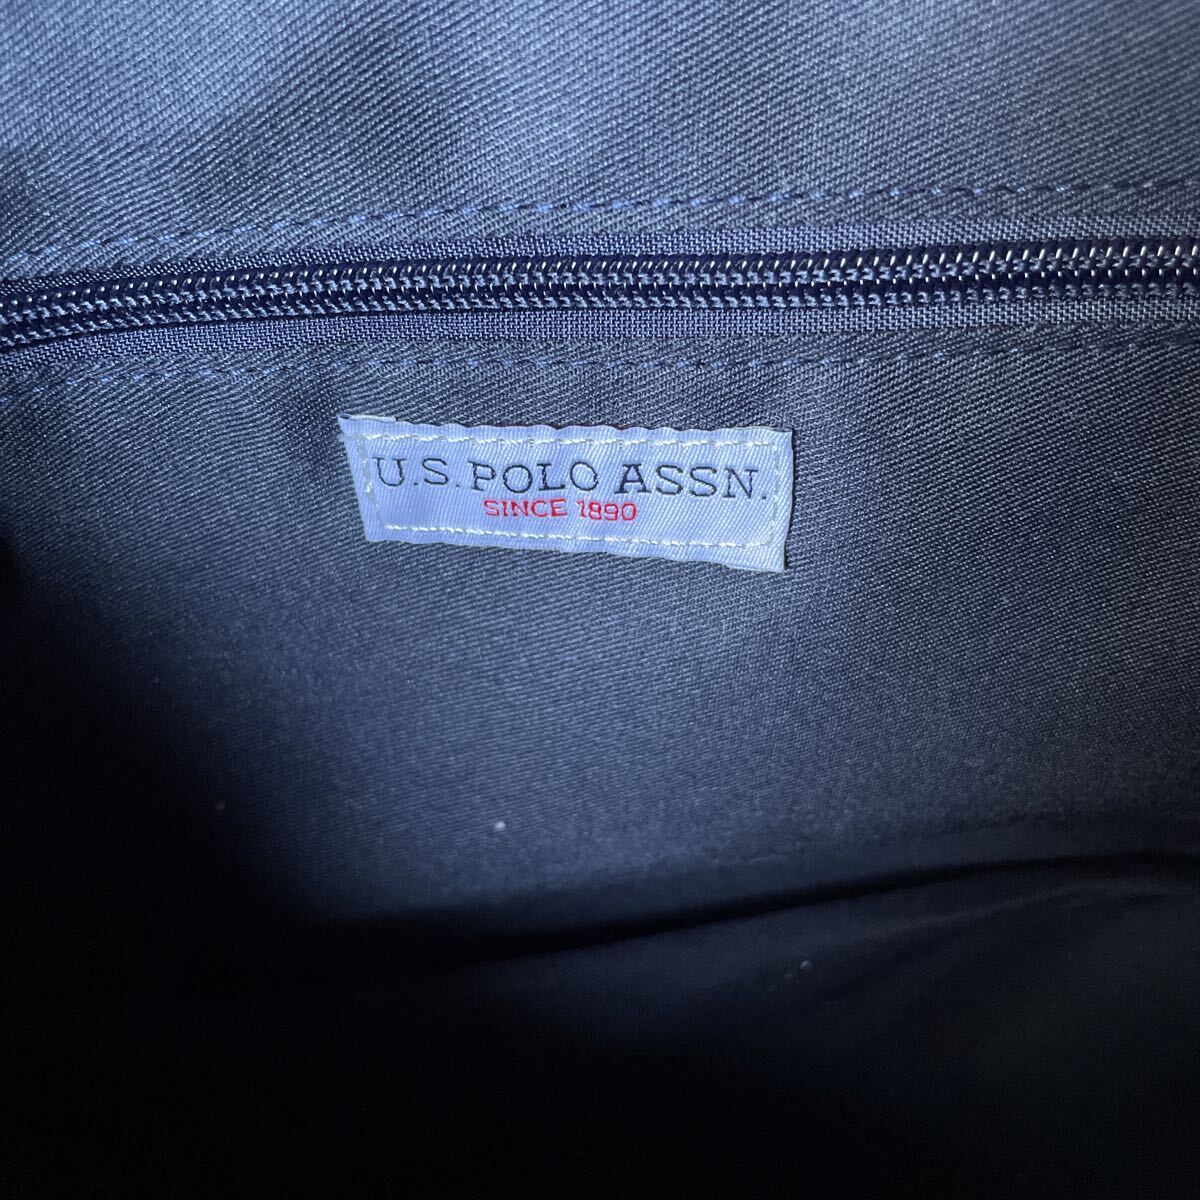 U.S. POLO ASSN.
SINCE 1890